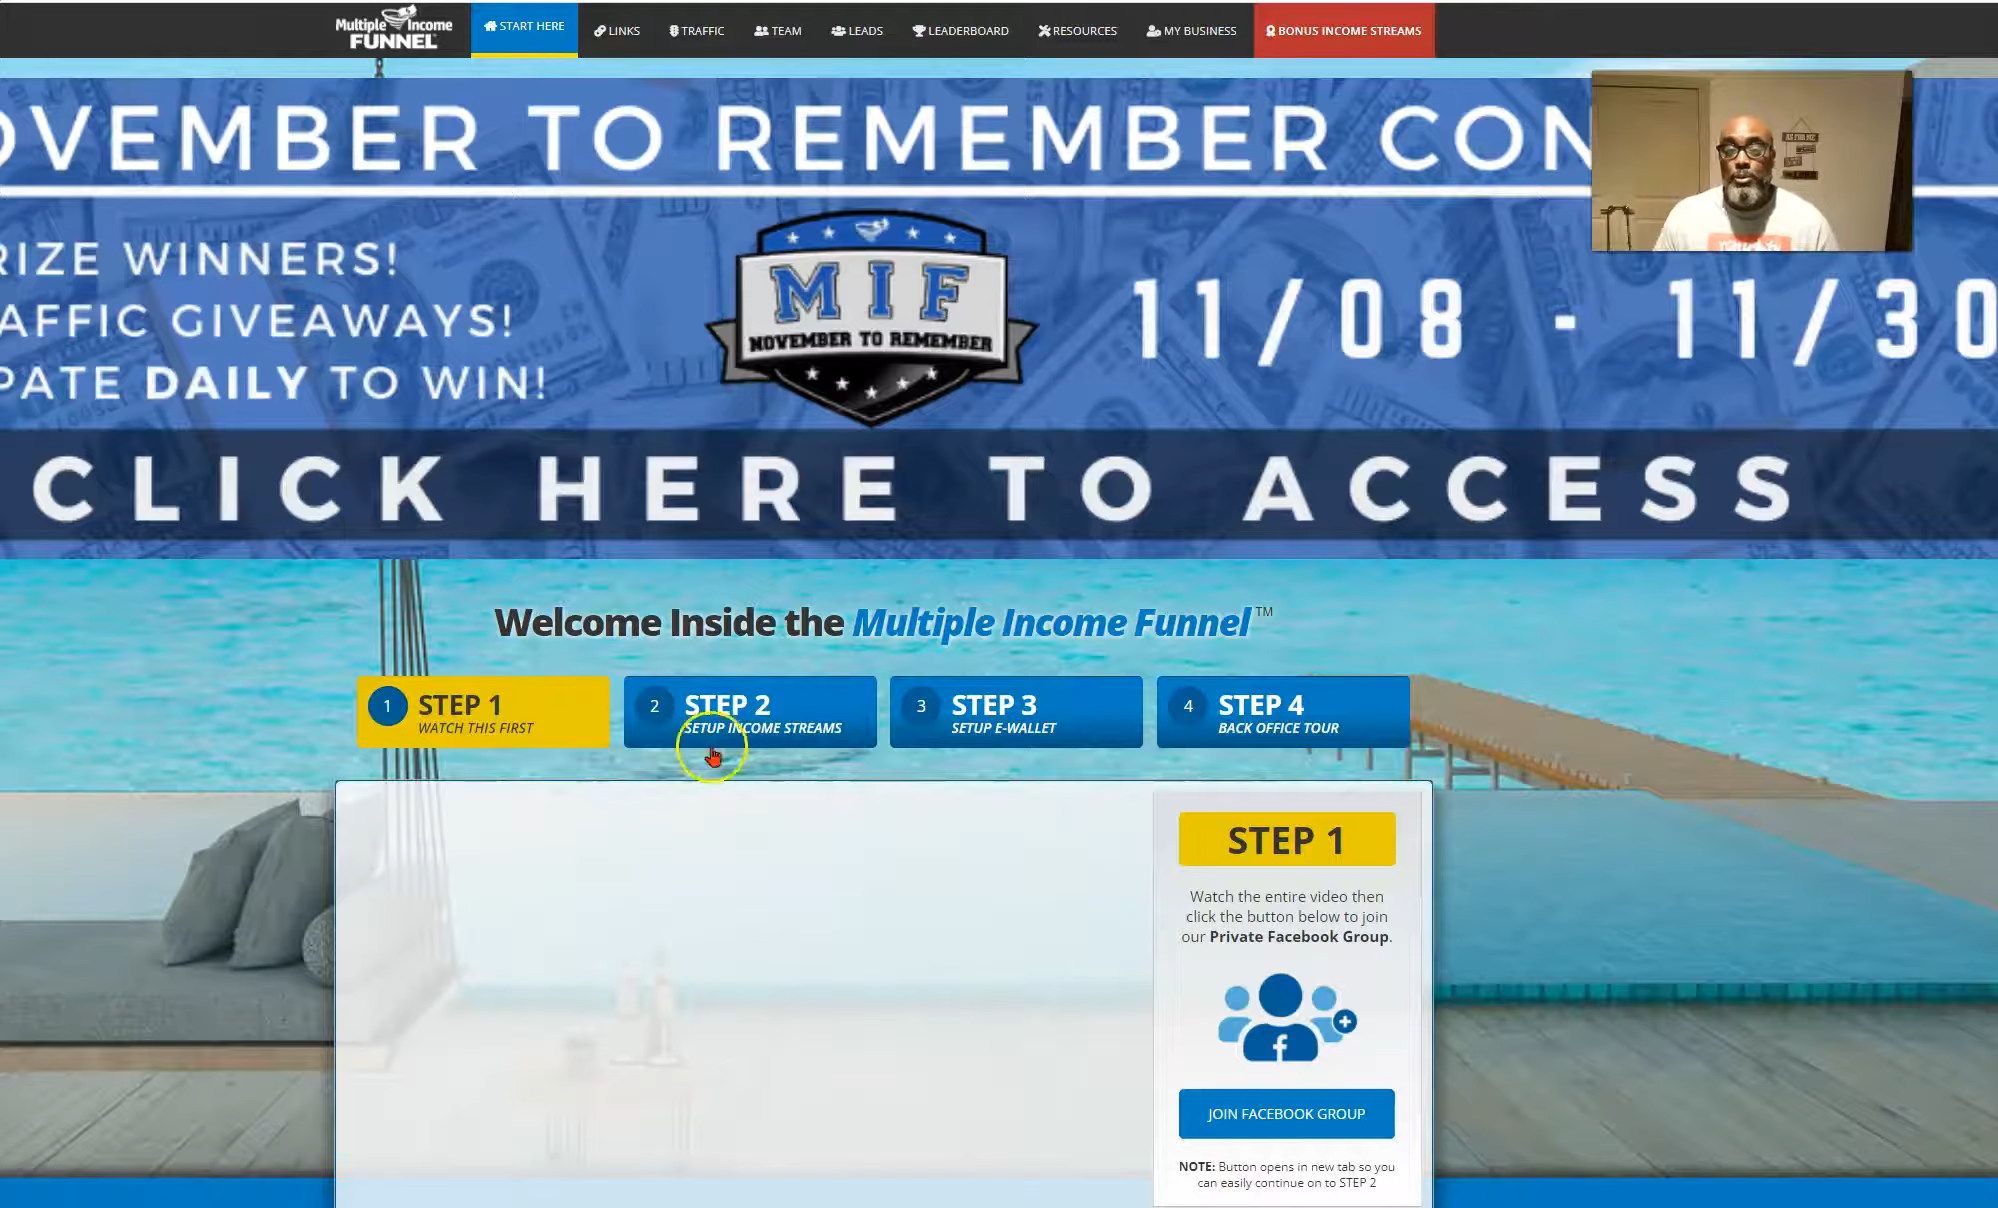 Multiple Income
FUNNEL
START HERE
LINKS
TRAFFIC
TEAM
LEADS
LEADERBOARD
RESOURCES
MY BUSINESS
BONUS INCOME STREAMS
OVEMBER TO REMEMBER CON
RIZE WINNERS!
AFFIC GIVEAWAYS!
PATE DAILY TO WIN!
MIF
NOVEMBER TO REMEMBER
11/08 - 11/30
CLICK HERE TO ACCESS
Welcome Inside the Multiple Income Funnel™
1 STEP 1
WATCH THIS FIRST
2 STEP 2
SETUP INCOME STREAMS
3 STEP 3
SETUP E-WALLET
4 STEP 4
BACK OFFICE TOUR
STEP 1
Watch the entire video then
click the button below to join
our Private Facebook Group.
JOIN FACEBOOK GROUP
NOTE: Button opens in new tab so you
can easily continue on to STEP 2